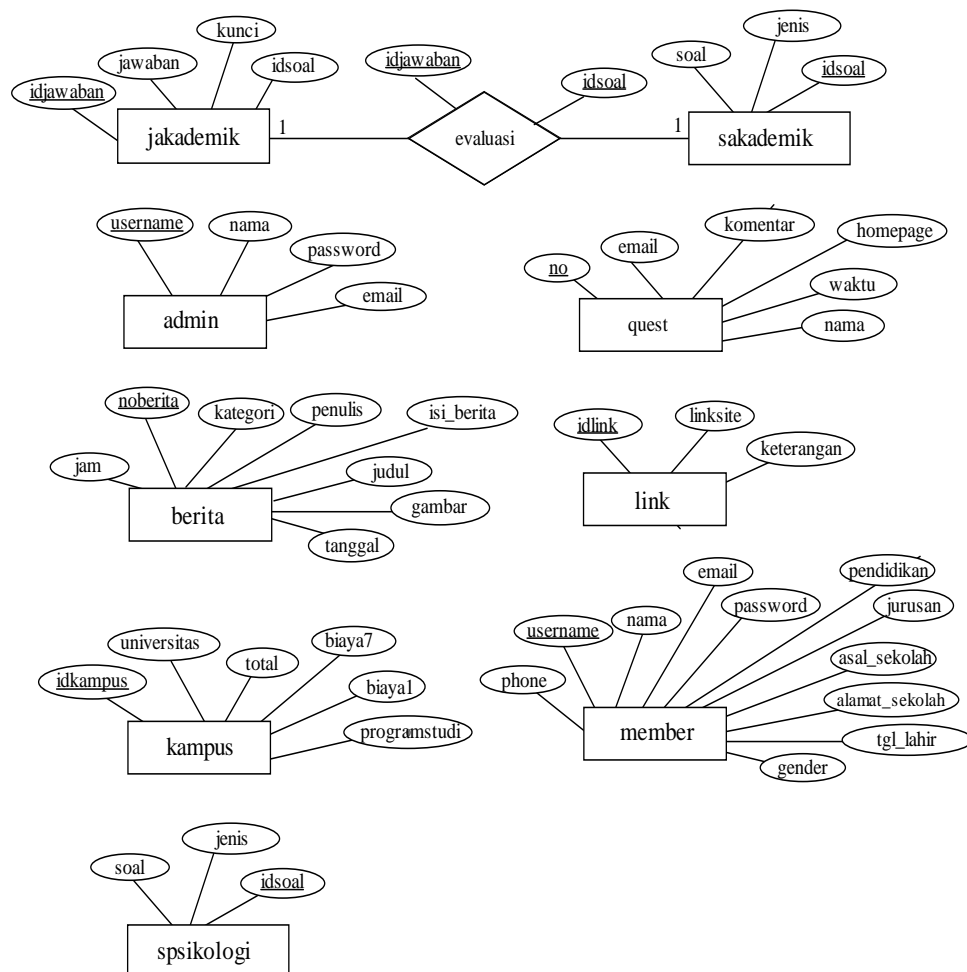 kunci
jawaban
idsoal
idjawaban
jakademik
1
idjawaban
idsoal
evaluasi
1
jenis
soal
idsoal
sakademik
username
nama
password
email
admin
komentar
homepage
email
no
waktu
nama
quest
noberita
kategori
penulis
isi_berita
jam
judul
gambar
tanggal
berita
linksite
idlink
keterangan
link
universitas
biaya7
total
idkampus
biaya1
programstudi
kampus
email
pendidikan
password
jurusan
nama
username
asal_sekolah
phone
alamat_sekolah
tgl_lahir
gender
member
jenis
soal
idsoal
spsikologi